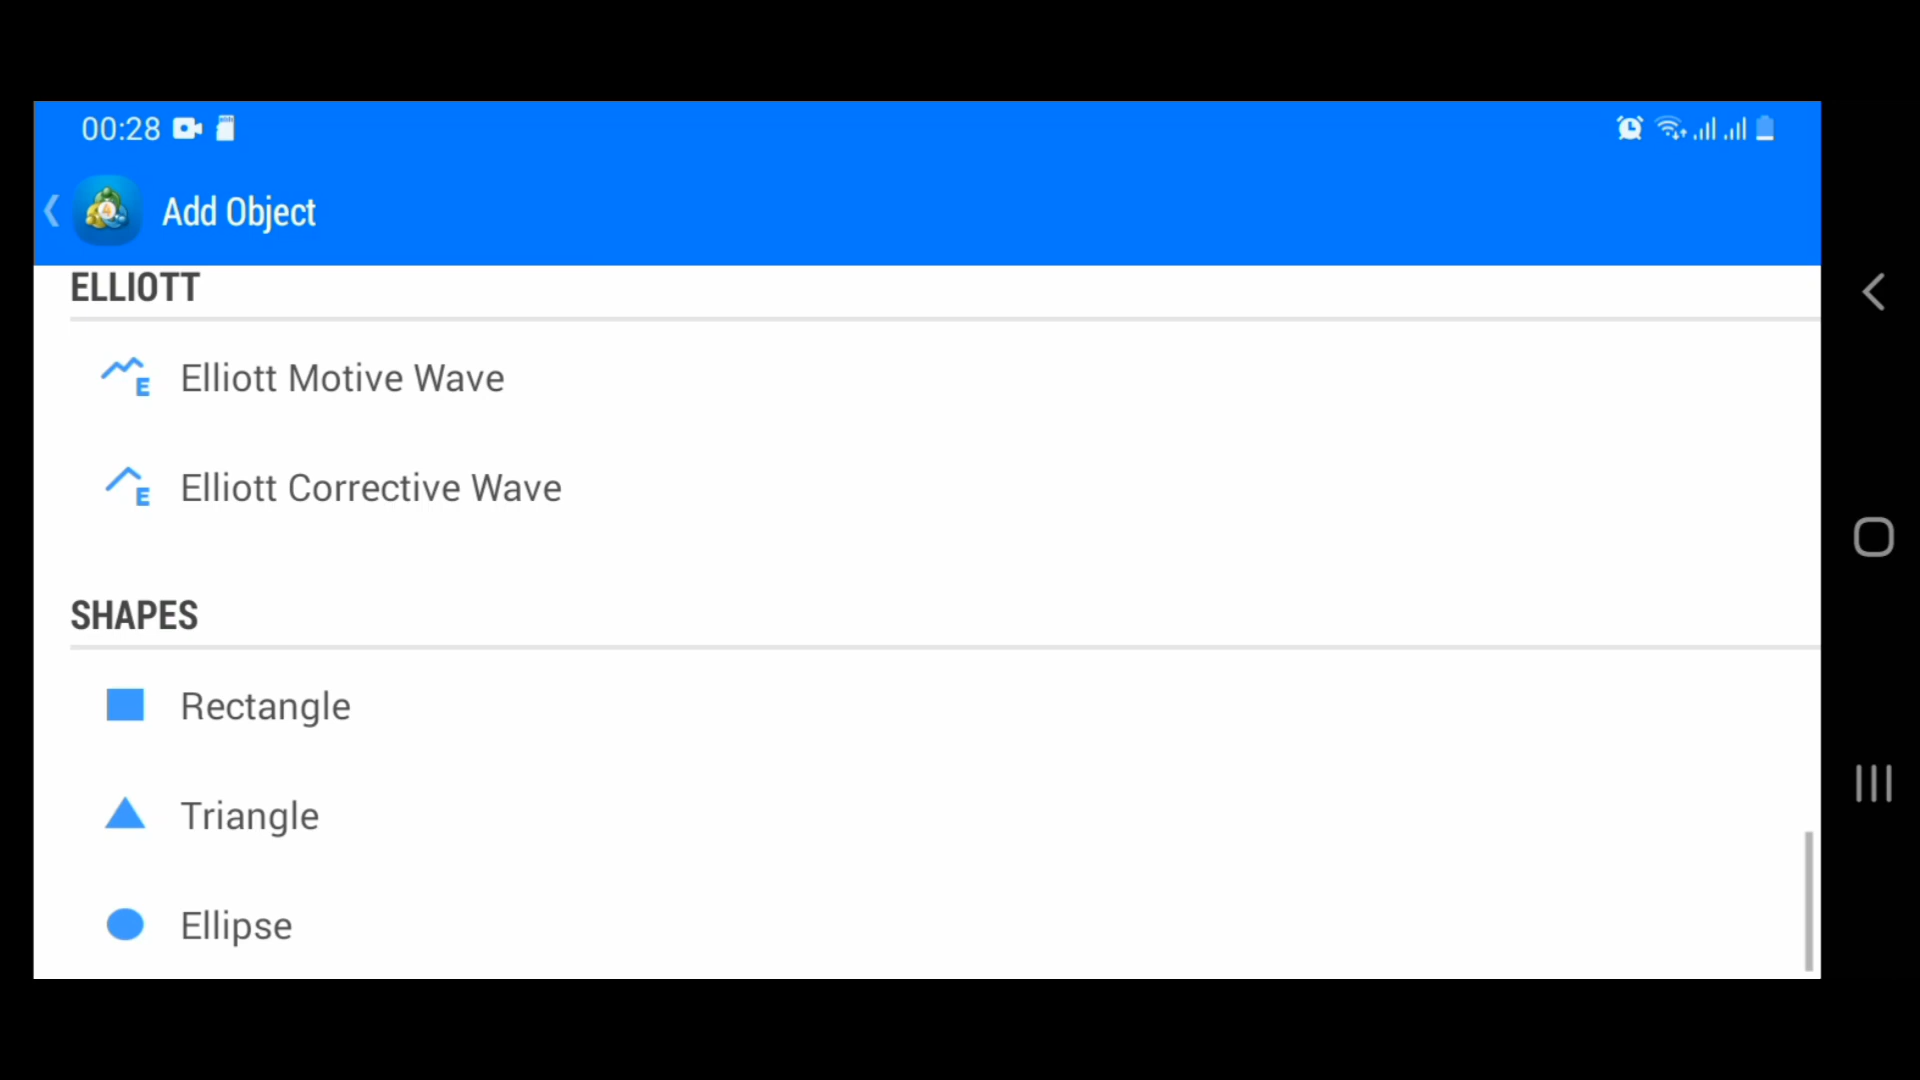 00:28
Add Object
ELLIOTT
E Elliott Motive Wave
E Elliott Corrective Wave
SHAPES
Rectangle
Triangle
Ellipse